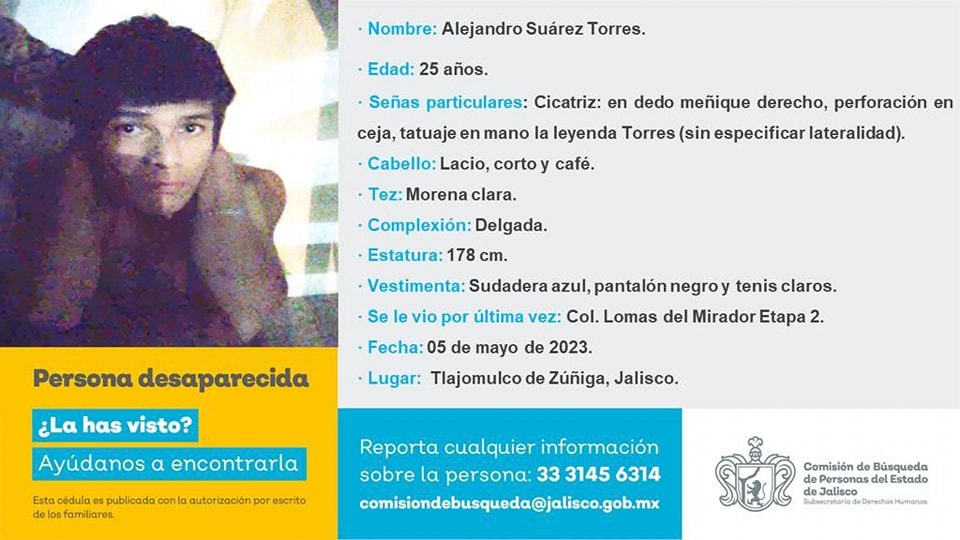 · Nombre: Alejandro Suárez Torres.
· Edad: 25 años.
· Señas particulares: Cicatriz: en dedo meñique derecho, perforación en
ceja, tatuaje en mano la leyenda Torres (sin especificar lateralidad).
· Cabello: Lacio, corto y café.
· Tez: Morena clara.
· Complexión: Delgada.
· Estatura: 178 cm.
· Vestimenta: Sudadera azul, pantalón negro y tenis claros.
· Se le vio por última vez: Col. Lomas del Mirador Etapa 2.
· Fecha: 05 de mayo de 2023.
· Lugar: Tlajomulco de Zúñiga, Jalisco.
Persona desaparecida
¿La has visto?
Ayúdanos a encontrarla
Esta cédula es publicada con la autorización por escrito
de los familiares.
Reporta cualquier información
sobre la persona: 33 3145 6314
comisiondebusqueda@jalisco.gob.mx
Comisión de Búsqueda
de Personas del Estado
de Jalisco
Subsecretaría de Derechos Humanos